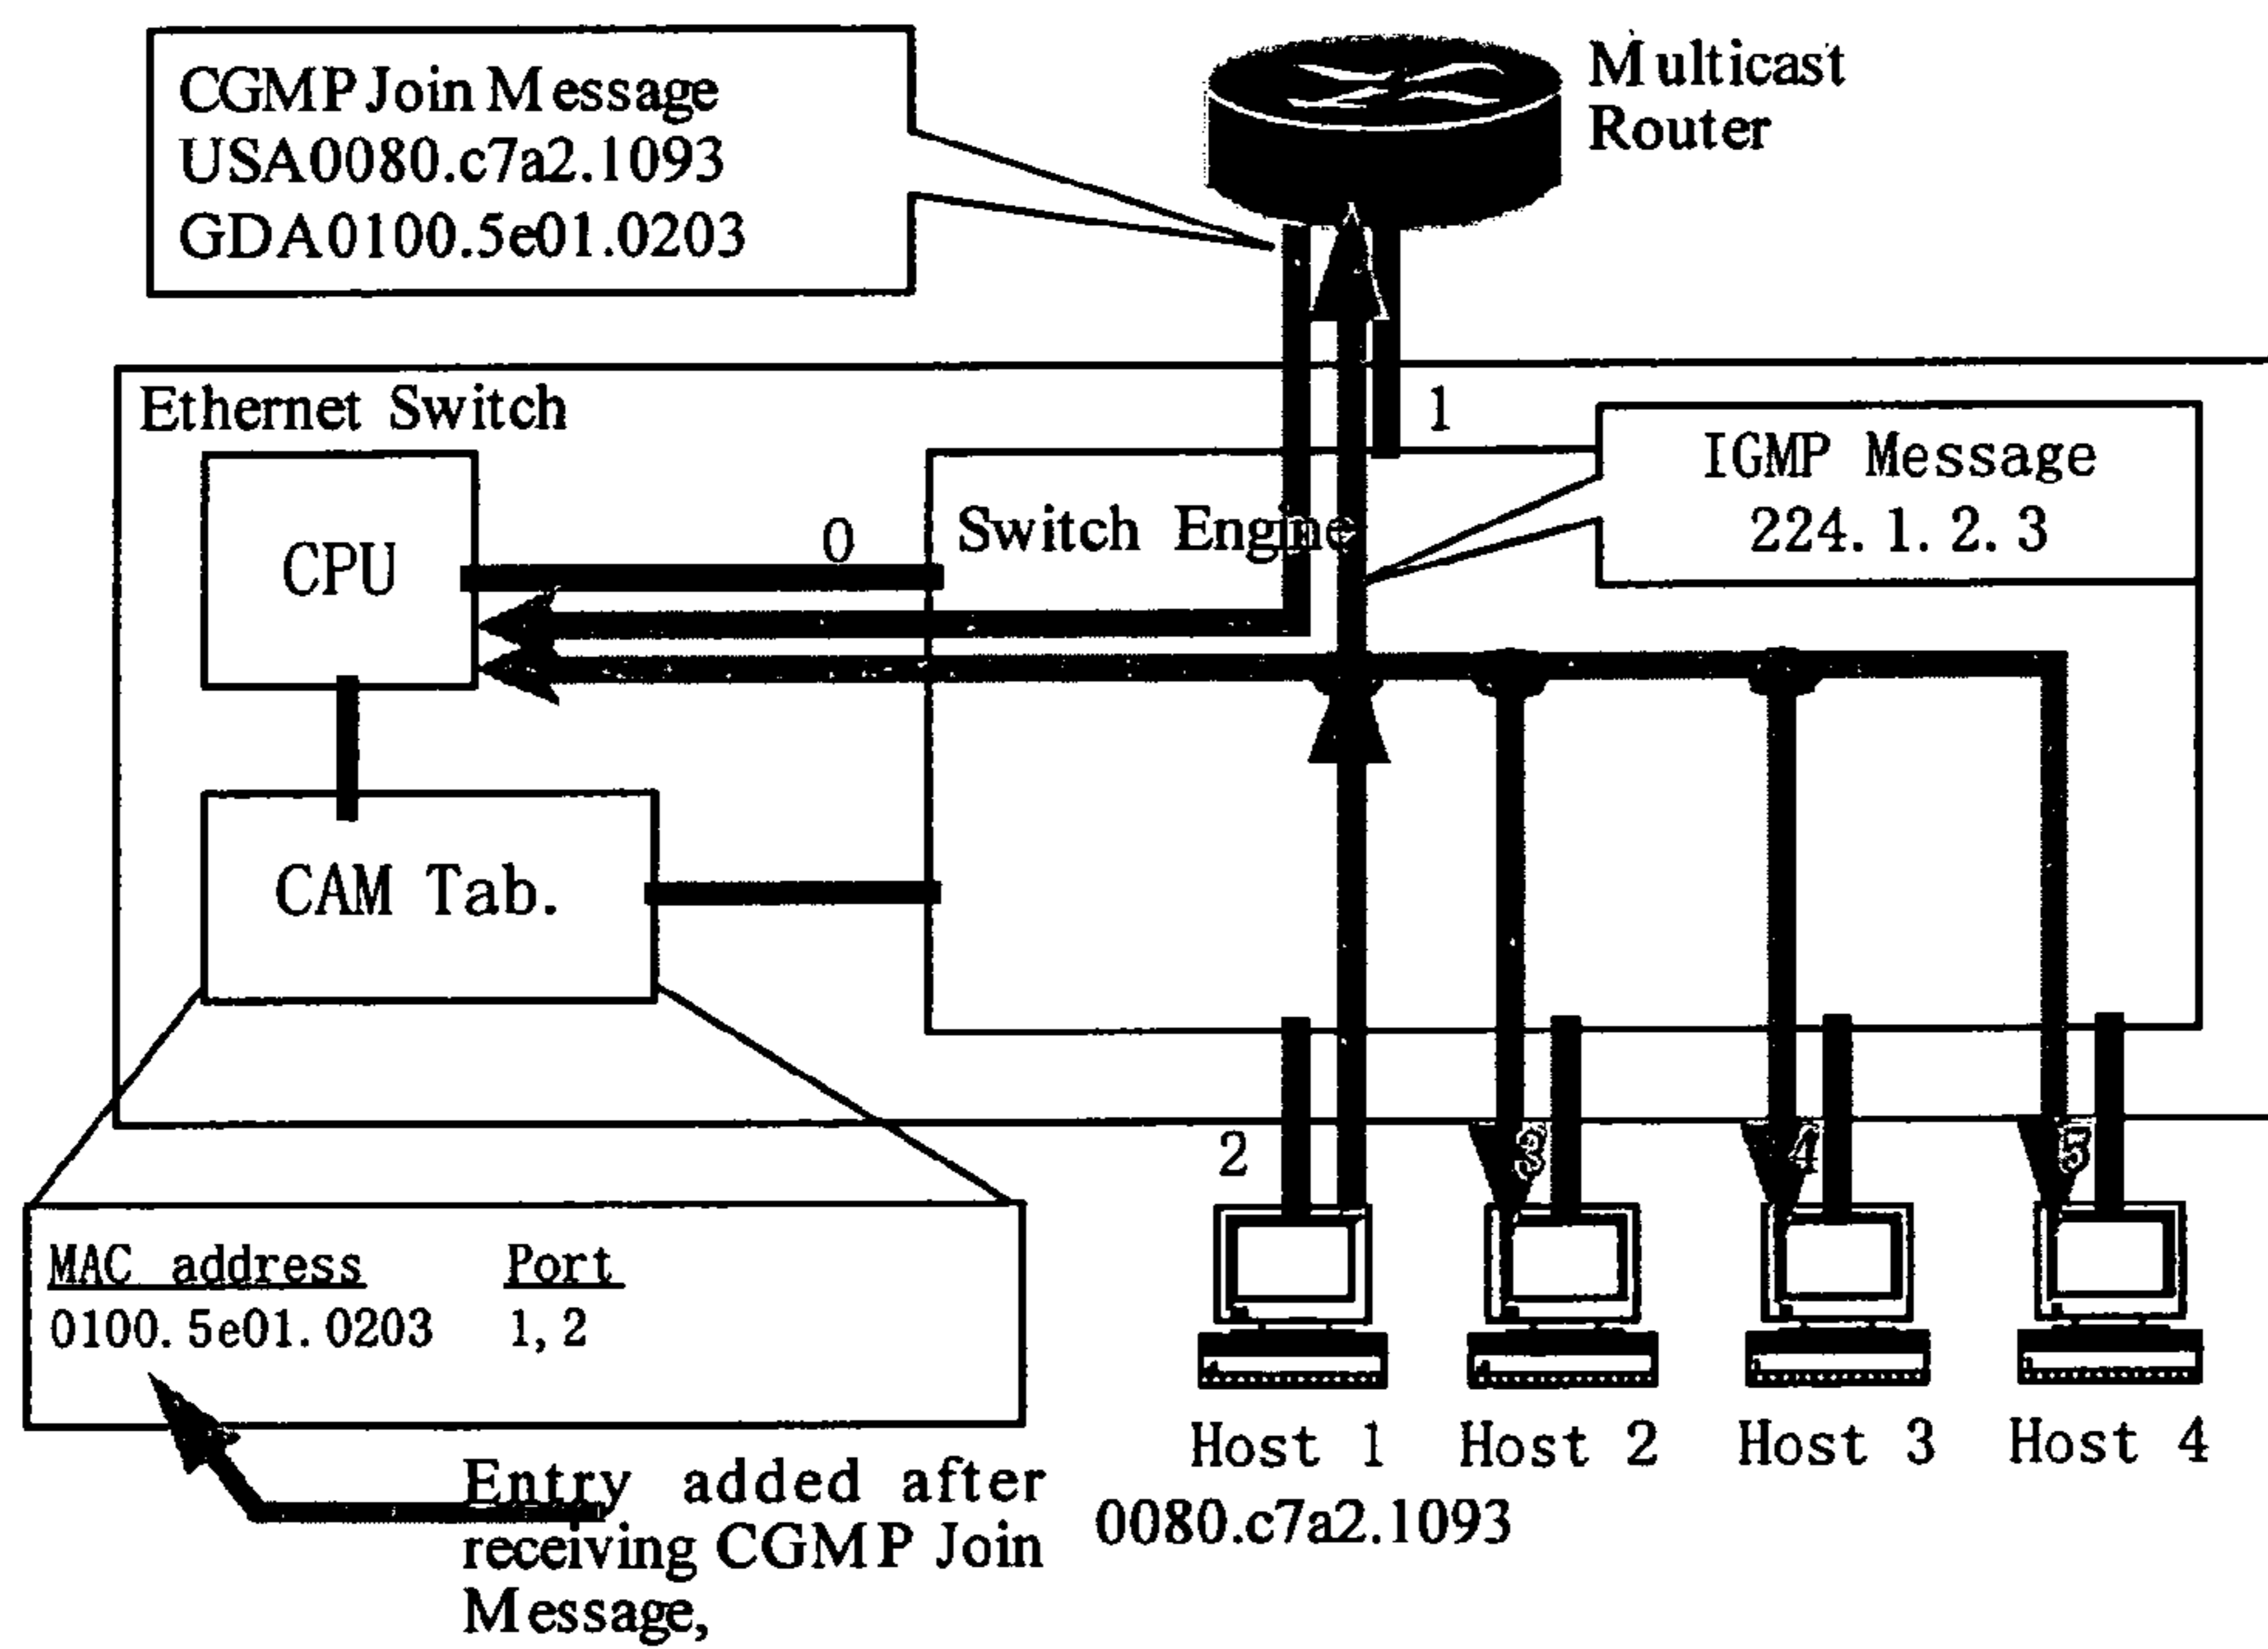 CGMP Join Message
USA0080.c7a2.1093
GDA0100.5e01.0203
Multicast
Router
Ethernet Switch
1
IGMP Message
224.1.2.3
CPU
0
Switch Engine
CAM Tab.
2
3
4
5
MAC address Port
0100.5e01.0203 1,2
Host 1 Host 2 Host 3 Host 4
0080.c7a2.1093
Entry added after
receiving CGMP Join
Message,